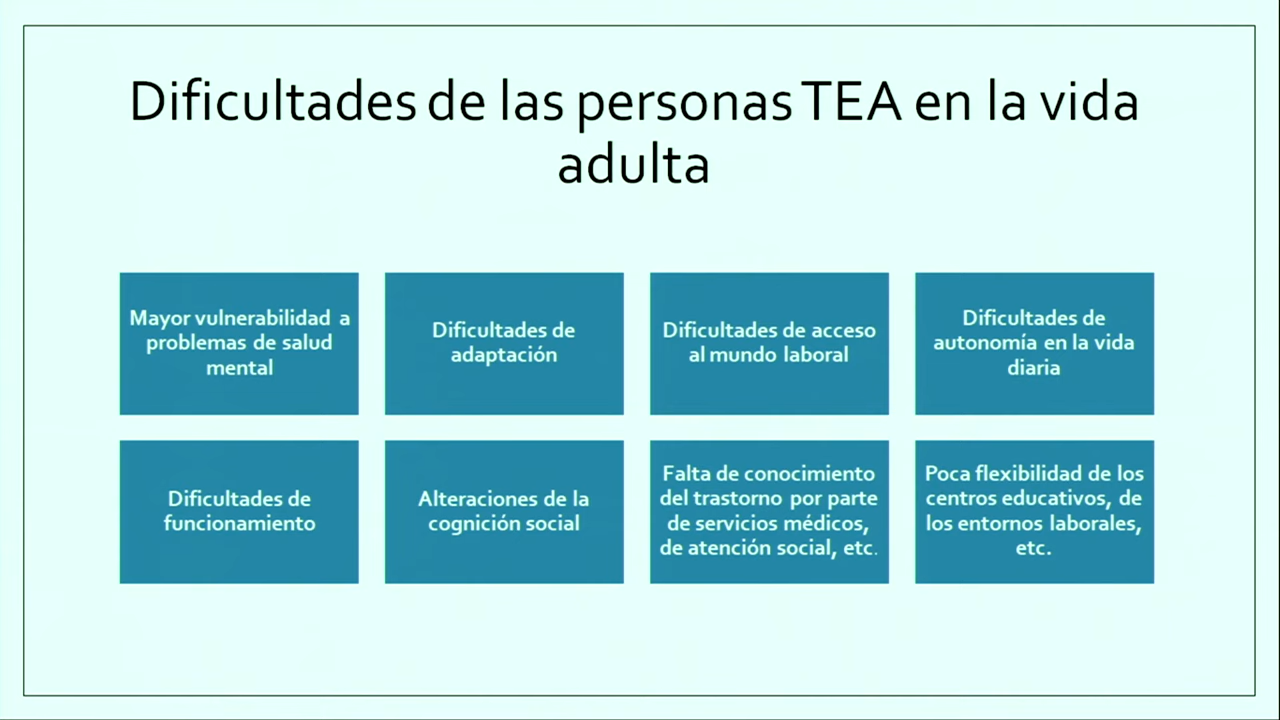 Dificultades de las personas TEA en la vida
adulta
Mayor vulnerabilidad a
problemas de salud
mental
Dificultades de
adaptación
Dificultades de acceso
al mundo laboral
Dificultades de
autonomía en la vida
diaria
Dificultades de
funcionamiento
Alteraciones de la
cognición social
Falta de conocimiento
del trastorno por parte
de servicios médicos,
de atención social, etc.
Poca flexibilidad de los
centros educativos, de
los entornos laborales,
etc.